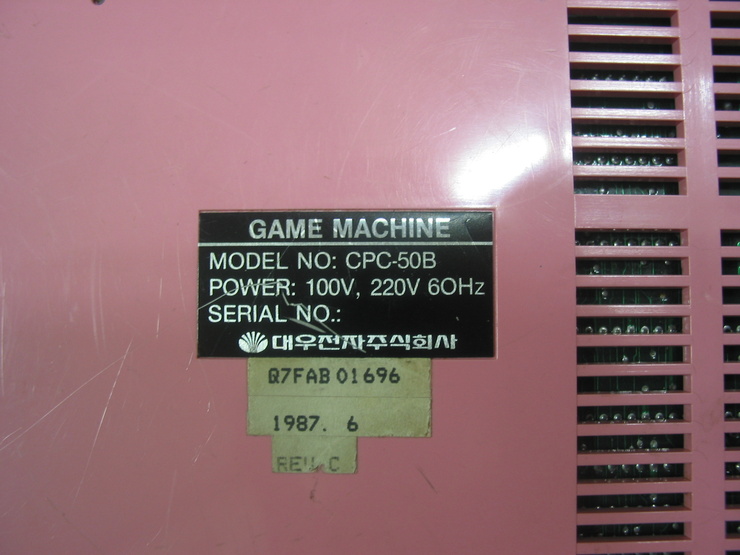 GAME MACHINE
MODEL NO: CPC-50B
POWER: 100V, 220V 60Hz
SERIAL NO.:
대우전자주식회사
Q7FAB 01696
1987. 6
REV C